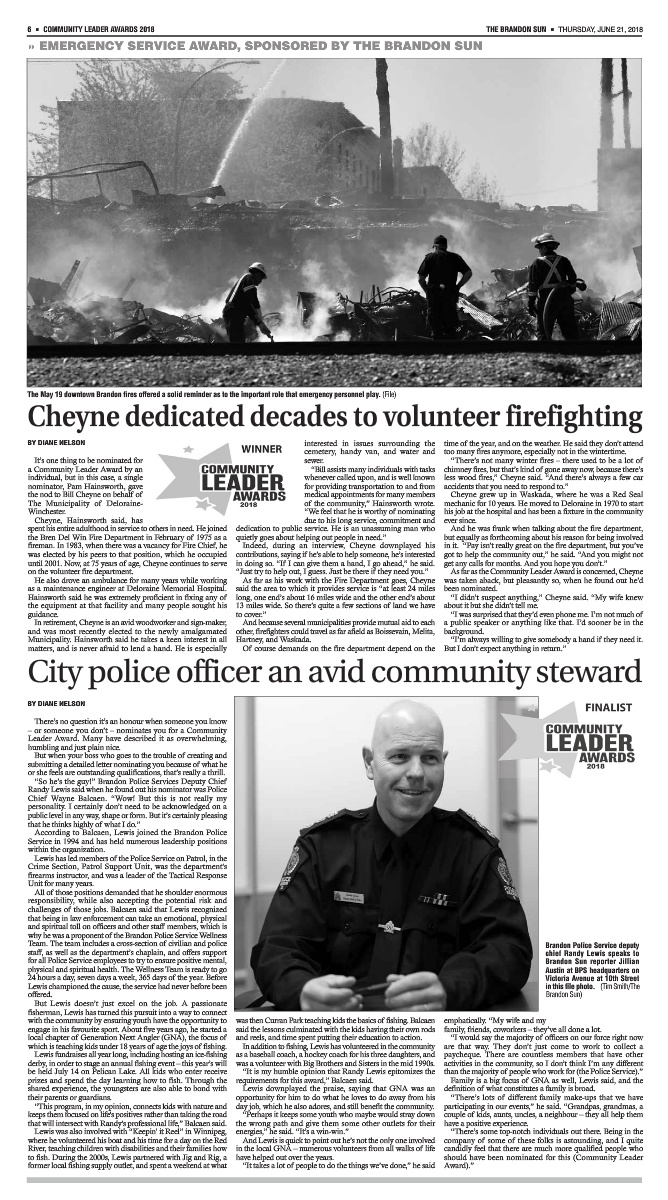 6 ▪ COMMUNITY LEADER AWARDS 2018
THE BRANDON SUN ▪ THURSDAY, JUNE 21, 2018
» EMERGENCY SERVICE AWARD, SPONSORED BY THE BRANDON SUN
The May 19 downtown Brandon fires offered a solid reminder as to the important role that emergency personnel play. (File)
Cheyne dedicated decades to volunteer firefighting
BY DIANE NELSON
It's one thing to be nominated for
a Community Leader Award by an
individual, but in this case, a single
nominator, Pam Hainsworth, gave
the nod to Bill Cheyne on behalf of
The Municipality of Deloraine-
Winchester.
Cheyne, Hainsworth said, has
spent his entire adulthood in service to others in need. He joined
the Bren Del Win Fire Department in February of 1975 as a
fireman. In 1983, when there was a vacancy for Fire Chief, he
was elected by his peers to that position, which he occupied
until 2001. Now, at 75 years of age, Cheyne continues to serve
on the volunteer fire department.
He also drove an ambulance for many years while working
as a maintenance engineer at Deloraine Memorial Hospital.
Hainsworth said he was extremely proficient in fixing any of
the equipment at that facility and many people sought his
guidance.
In retirement, Cheyne is an avid woodworker and sign-maker,
and was most recently elected to the newly amalgamated
Municipality. Hainsworth said he takes a keen interest in all
matters, and is never afraid to lend a hand. He is especially
WINNER
COMMUNITY
LEADER
AWARDS
2018
interested in issues surrounding the
cemetery, handy van, and water and
sewer.
"Bill assists many individuals with tasks
whenever called upon, and is well known
for providing transportation to and from
medical appointments for many members
of the community," Hainsworth wrote.
"We feel that he is worthy of nominating
due to his long service, commitment and
dedication to public service. He is an unassuming man who
quietly goes about helping out people in need."
Indeed, during an interview, Cheyne downplayed his
contributions, saying if he's able to help someone, he's interested
in doing so. "If I can give them a hand, I go ahead," he said.
"Just try to help out, I guess. Just be there if they need you."
As far as his work with the Fire Department goes, Cheyne
said the area to which it provides service is "at least 24 miles
long, one end's about 16 miles wide and the other end's about
13 miles wide. So there's quite a few sections of land we have
to cover."
And because several municipalities provide mutual aid to each
other, firefighters could travel as far afield as Boissevain, Melita,
Hartney, and Waskada.
Of course demands on the fire department depend on the
time of the year, and on the weather. He said they don't attend
too many fires anymore, especially not in the wintertime.
"There's not many winter fires – there used to be a lot of
chimney fires, but that's kind of gone away now, because there's
less wood fires," Cheyne said. "And there's always a few car
accidents that you need to respond to."
Cheyne grew up in Waskada, where he was a Red Seal
mechanic for 10 years. He moved to Deloraine in 1970 to start
his job at the hospital and has been a fixture in the community
ever since.
And he was frank when talking about the fire department,
but equally as forthcoming about his reason for being involved
in it. "Pay isn't really great on the fire department, but you've
got to help the community out," he said. "And you might not
get any calls for months. And you hope you don't."
As far as the Community Leader Award is concerned, Cheyne
was taken aback, but pleasantly so, when he found out he'd
been nominated.
"I didn't suspect anything," Cheyne said. "My wife knew
about it but she didn't tell me.
"I was surprised that they'd even phone me. I'm not much of
a public speaker or anything like that. I'd sooner be in the
background.
"I'm always willing to give somebody a hand if they need it.
But I don't expect anything in return."
City police officer an avid community steward
BY DIANE NELSON
There's no question it's an honour when someone you know
– or someone you don't – nominates you for a Community
Leader Award. Many have described it as overwhelming,
humbling and just plain nice.
But when your boss who goes to the trouble of creating and
submitting a detailed letter nominating you because of what he
or she feels are outstanding qualifications, that's really a thrill.
"So he's the guy!" Brandon Police Services Deputy Chief
Randy Lewis said when he found out his nominator was Police
Chief Wayne Balcaen. "Wow! But this is not really my
personality. I certainly don't need to be acknowledged on a
public level in any way, shape or form. But it's certainly pleasing
that he thinks highly of what I do."
According to Balcaen, Lewis joined the Brandon Police
Service in 1994 and has held numerous leadership positions
within the organization.
Lewis has led members of the Police Service on Patrol, in the
Crime Section, Patrol Support Unit, was the department's
firearms instructor, and was a leader of the Tactical Response
Unit for many years.
All of those positions demanded that he shoulder enormous
responsibility, while also accepting the potential risk and
challenges of those jobs. Balcaen said that Lewis recognized
that being in law enforcement can take an emotional, physical
and spiritual toll on officers and other staff members, which is
why he was a proponent of the Brandon Police Service Wellness
Team. The team includes a cross-section of civilian and police
staff, as well as the department's chaplain, and offers support
for all Police Service employees to try to ensure positive mental,
physical and spiritual health. The Wellness Team is ready to go
24 hours a day, seven days a week, 365 days of the year. Before
Lewis championed the cause, the service had never before been
offered.
But Lewis doesn't just excel on the job. A passionate
fisherman, Lewis has turned this pursuit into a way to connect
with the community by ensuring youth have the opportunity to
engage in his favourite sport. About five years ago, he started a
local chapter of Generation Next Angler (GNA), the focus of
which is teaching kids under 18 years of age the joys of fishing.
Lewis fundraises all year long, including hosting an ice-fishing
derby, in order to stage an annual fishing event – this year's will
be held July 14 on Pelican Lake. All kids who enter receive
prizes and spend the day learning how to fish. Through the
shared experience, the youngsters are also able to bond with
their parents or guardians.
"This program, in my opinion, connects kids with nature and
keeps them focused on life's positives rather than taking the road
that will intersect with Randy's professional life," Balcaen said.
Lewis was also involved with "Keepin' it Reel" in Winnipeg,
where he volunteered his boat and his time for a day on the Red
River, teaching children with disabilities and their families how
to fish. During the 2000s, Lewis partnered with Jig and Rig, a
former local fishing supply outlet, and spent a weekend at what
FINALIST
COMMUNITY
LEADER
AWARDS
2018
Brandon Police Service deputy
chief Randy Lewis speaks to
Brandon Sun reporter Jillian
Austin at BPS headquarters on
Victoria Avenue at 10th Street
in this file photo. (Tim Smith/The
Brandon Sun)
was then Curran Park teaching kids the basics of fishing. Balcaen
said the lessons culminated with the kids having their own rods
and reels, and time spent putting their education to action.
In addition to fishing, Lewis has volunteered in the community
as a baseball coach, a hockey coach for his three daughters, and
was a volunteer with Big Brothers and Sisters in the mid 1990s.
"It is my humble opinion that Randy Lewis epitomizes the
requirements for this award," Balcaen said.
Lewis downplayed the praise, saying that GNA was an
opportunity for him to do what he loves to do away from his
day job, which he also adores, and still benefit the community.
"Perhaps it keeps some youth who maybe would stray down
the wrong path and give them some other outlets for their
energies," he said. "It's a win-win."
And Lewis is quick to point out he's not the only one involved
in the local GNA – numerous volunteers from all walks of life
have helped out over the years.
"It takes a lot of people to do the things we've done," he said
emphatically. "My wife and my
family, friends, coworkers – they've all done a lot.
"I would say the majority of officers on our force right now
are that way. They don't just come to work to collect a
paycheque. There are countless members that have other
activities in the community, so I don't think I'm any different
than the majority of people who work for (the Police Service)."
Family is a big focus of GNA as well, Lewis said, and the
definition of what constitutes a family is broad.
"There's lots of different family make-ups that we have
participating in our events," he said. "Grandpas, grandmas, a
couple of kids, aunts, uncles, a neighbour – they all help them
have a positive experience.
"There's some top-notch individuals out there. Being in the
company of some of these folks is astounding, and I quite
candidly feel that there are much more qualified people who
should have been nominated for this (Community Leader
Award)."